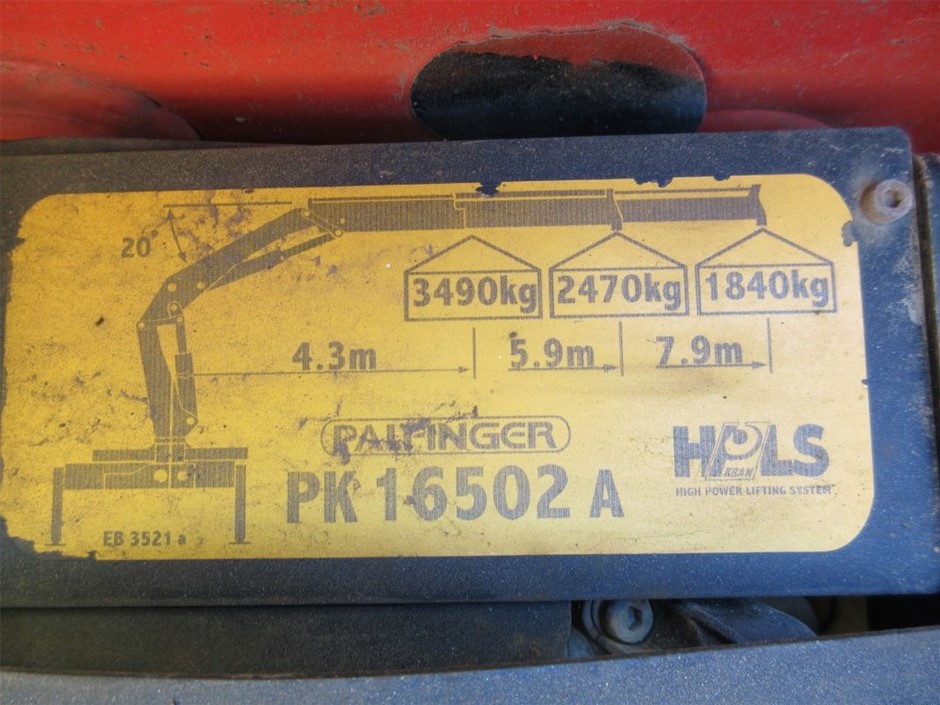 20°
3490kg 2470kg 1840kg
4.3m 5.9m 7.9m
PALFINGER
HPLS
KRAN
HIGH POWER LIFTING SYSTEM
PK 16502 A
EB 3521 a